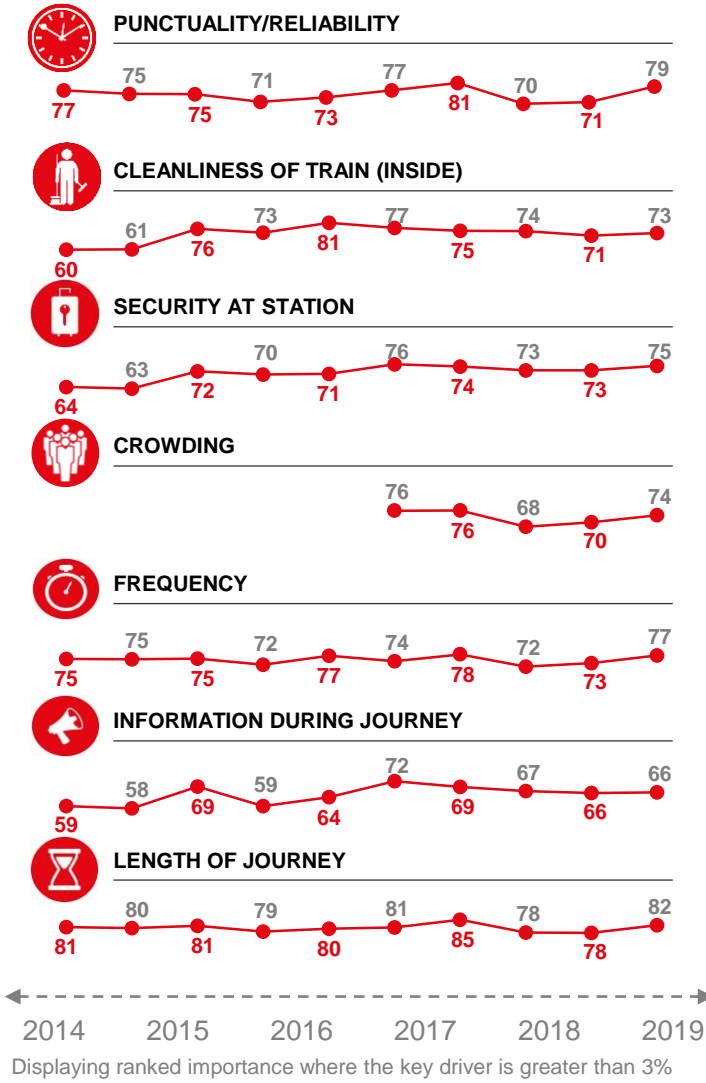 PUNCTUALITY/RELIABILITY
75 71 77 70 79
77 75 73 81 71
CLEANLINESS OF TRAIN (INSIDE)
61 73 77 74 73
60 76 81 75 71
SECURITY AT STATION
63 70 76 73 75
64 72 71 74 73
CROWDING
76 68 74
76 70
FREQUENCY
75 72 74 72 77
75 75 77 78 73
INFORMATION DURING JOURNEY
58 59 72 67 66
59 69 64 69 66
LENGTH OF JOURNEY
80 79 81 78 82
81 81 80 85 78
2014 2015 2016 2017 2018 2019
Displaying ranked importance where the key driver is greater than 3%